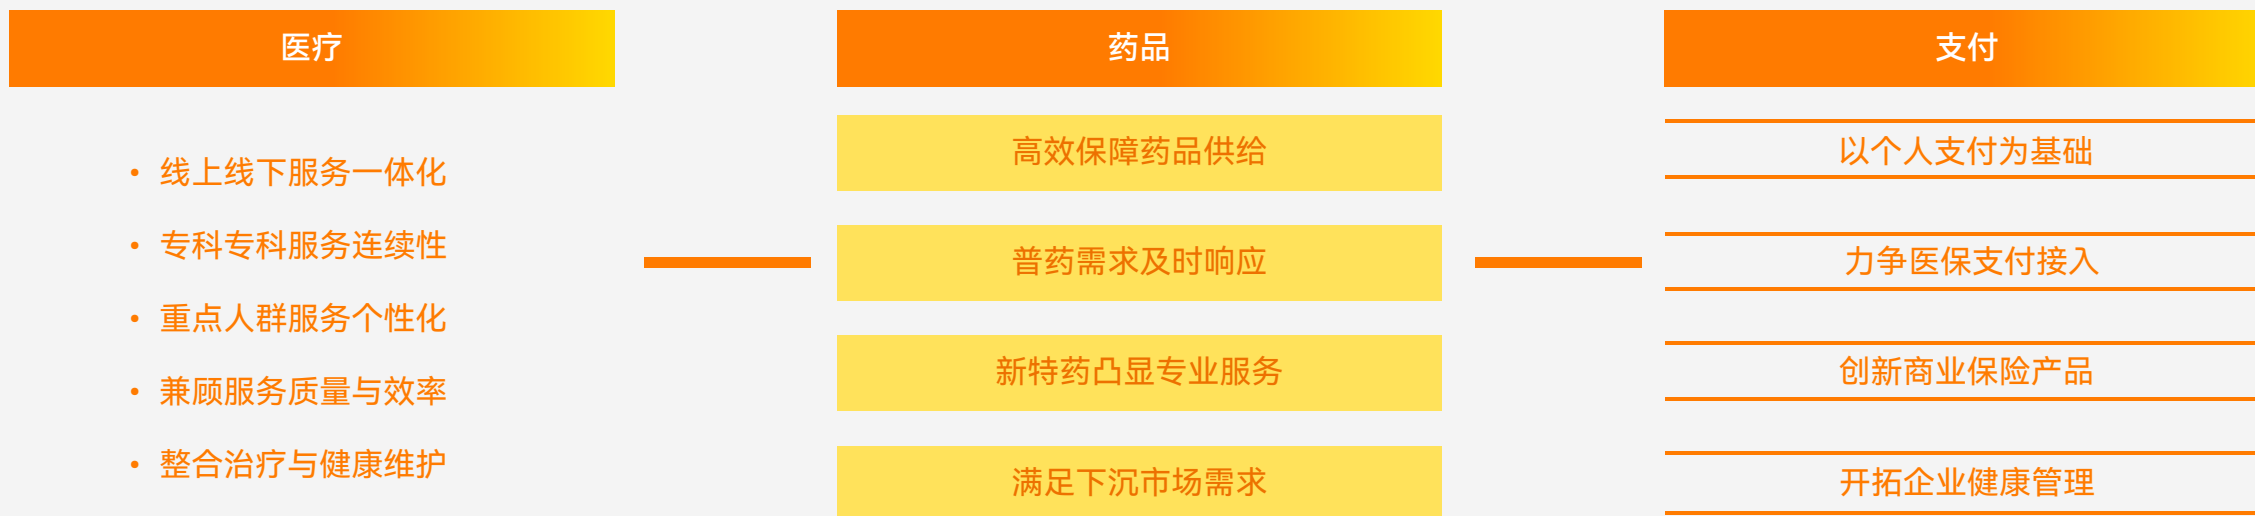 医疗
• 线上线下服务一体化
• 专科专科服务连续性
• 重点人群服务个性化
• 兼顾服务质量与效率
• 整合治疗与健康维护
药品
高效保障药品供给
普药需求及时响应
新特药凸显专业服务
满足下沉市场需求
支付
以个人支付为基础
力争医保支付接入
创新商业保险产品
开拓企业健康管理